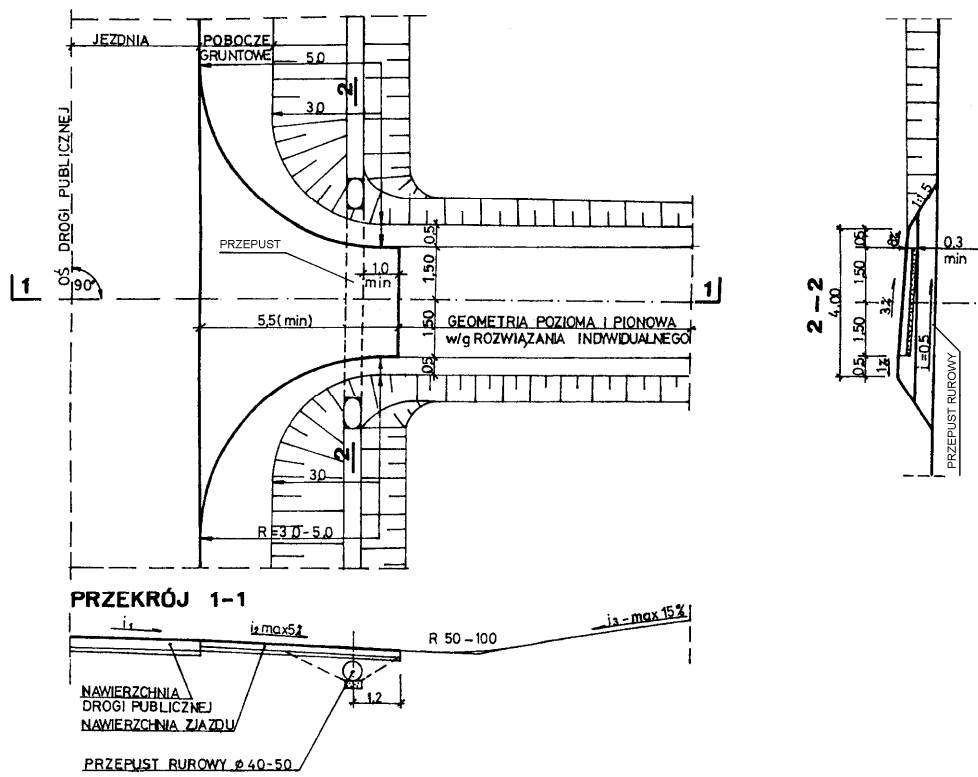 JEZDNIA
POBOCZE
GRUNTOWE
5,0
2
3,0
OŚ DROGI PUBLICZNEJ
PRZEPUST
90°
1
1,0
min
0,5
1,50
1,50
0,5
1
5,5(min)
GEOMETRIA POZIOMA I PIONOWA
w/g ROZWIĄZANIA INDYWIDUALNEGO
2
3,0
R=3,0-5,0
2-2
1:1,5
0,3
min
4,00
0,5
1,50
1,50
0,5
8%
3%
1%
i=0,5
PRZEPUST RUROWY
PRZEKRÓJ 1-1
i1
i2 max5%
R 50-100
i3 - max 15%
1,2
NAWIERZCHNIA
DROGI PUBLICZNEJ
NAWIERZCHNIA ZJAZDU
PRZEPUST RUROWY ø 40-50